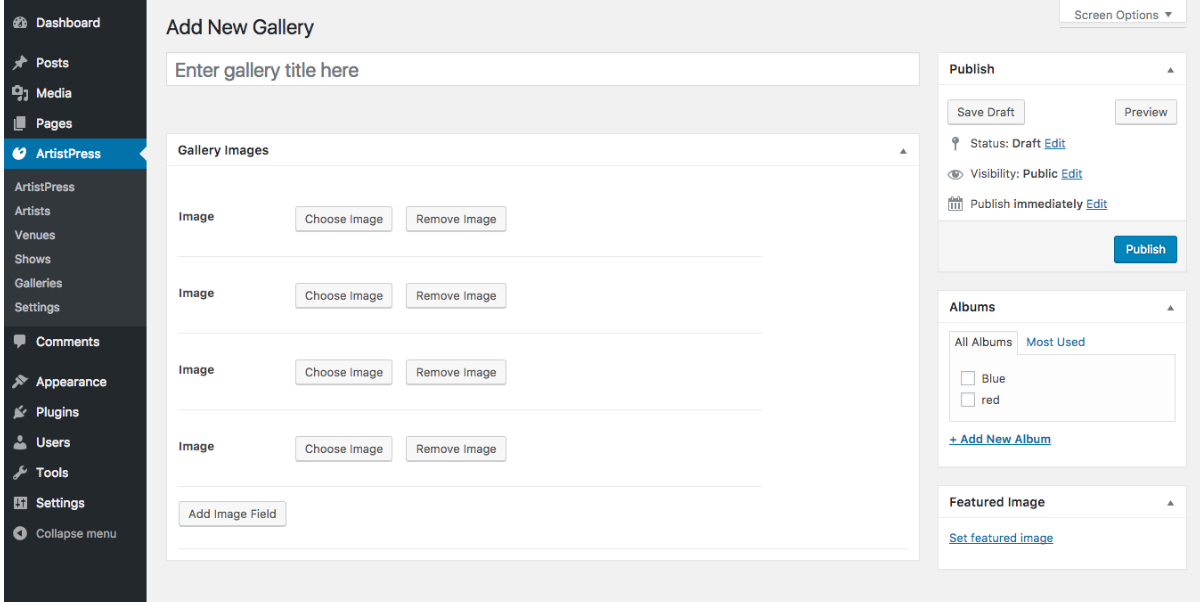 Dashboard
Posts
Media
Pages
ArtistPress
ArtistPress
Artists
Venues
Shows
Galleries
Settings
Comments
Appearance
Plugins
Users
Tools
Settings
Collapse menu
Screen Options
Add New Gallery
Enter gallery title here
Gallery Images
Image Choose Image Remove Image
Image Choose Image Remove Image
Image Choose Image Remove Image
Image Choose Image Remove Image
Add Image Field
Publish
Save Draft Preview
Status: Draft Edit
Visibility: Public Edit
Publish immediately Edit
Publish
Albums
All Albums Most Used
Blue
red
+ Add New Album
Featured Image
Set featured image